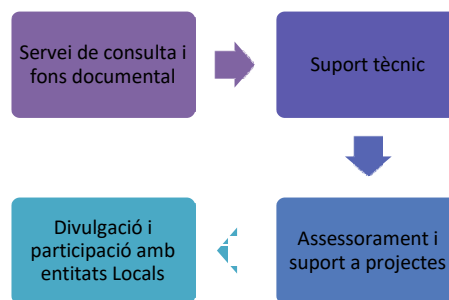 Servei de consulta i
fons documental
Suport tècnic
Assessorament i
suport a projectes
Divulgació i
participació amb
entitats Locals